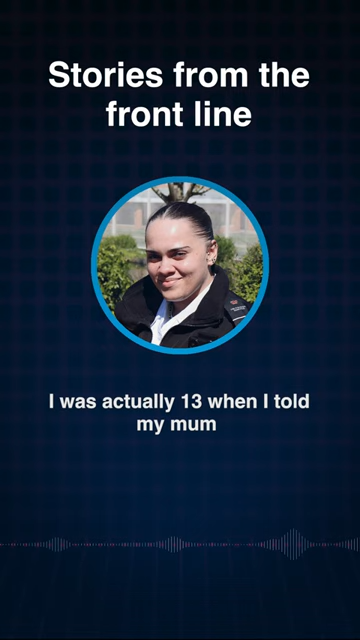 Stories from the
front line
I was actually 13 when I told
my mum